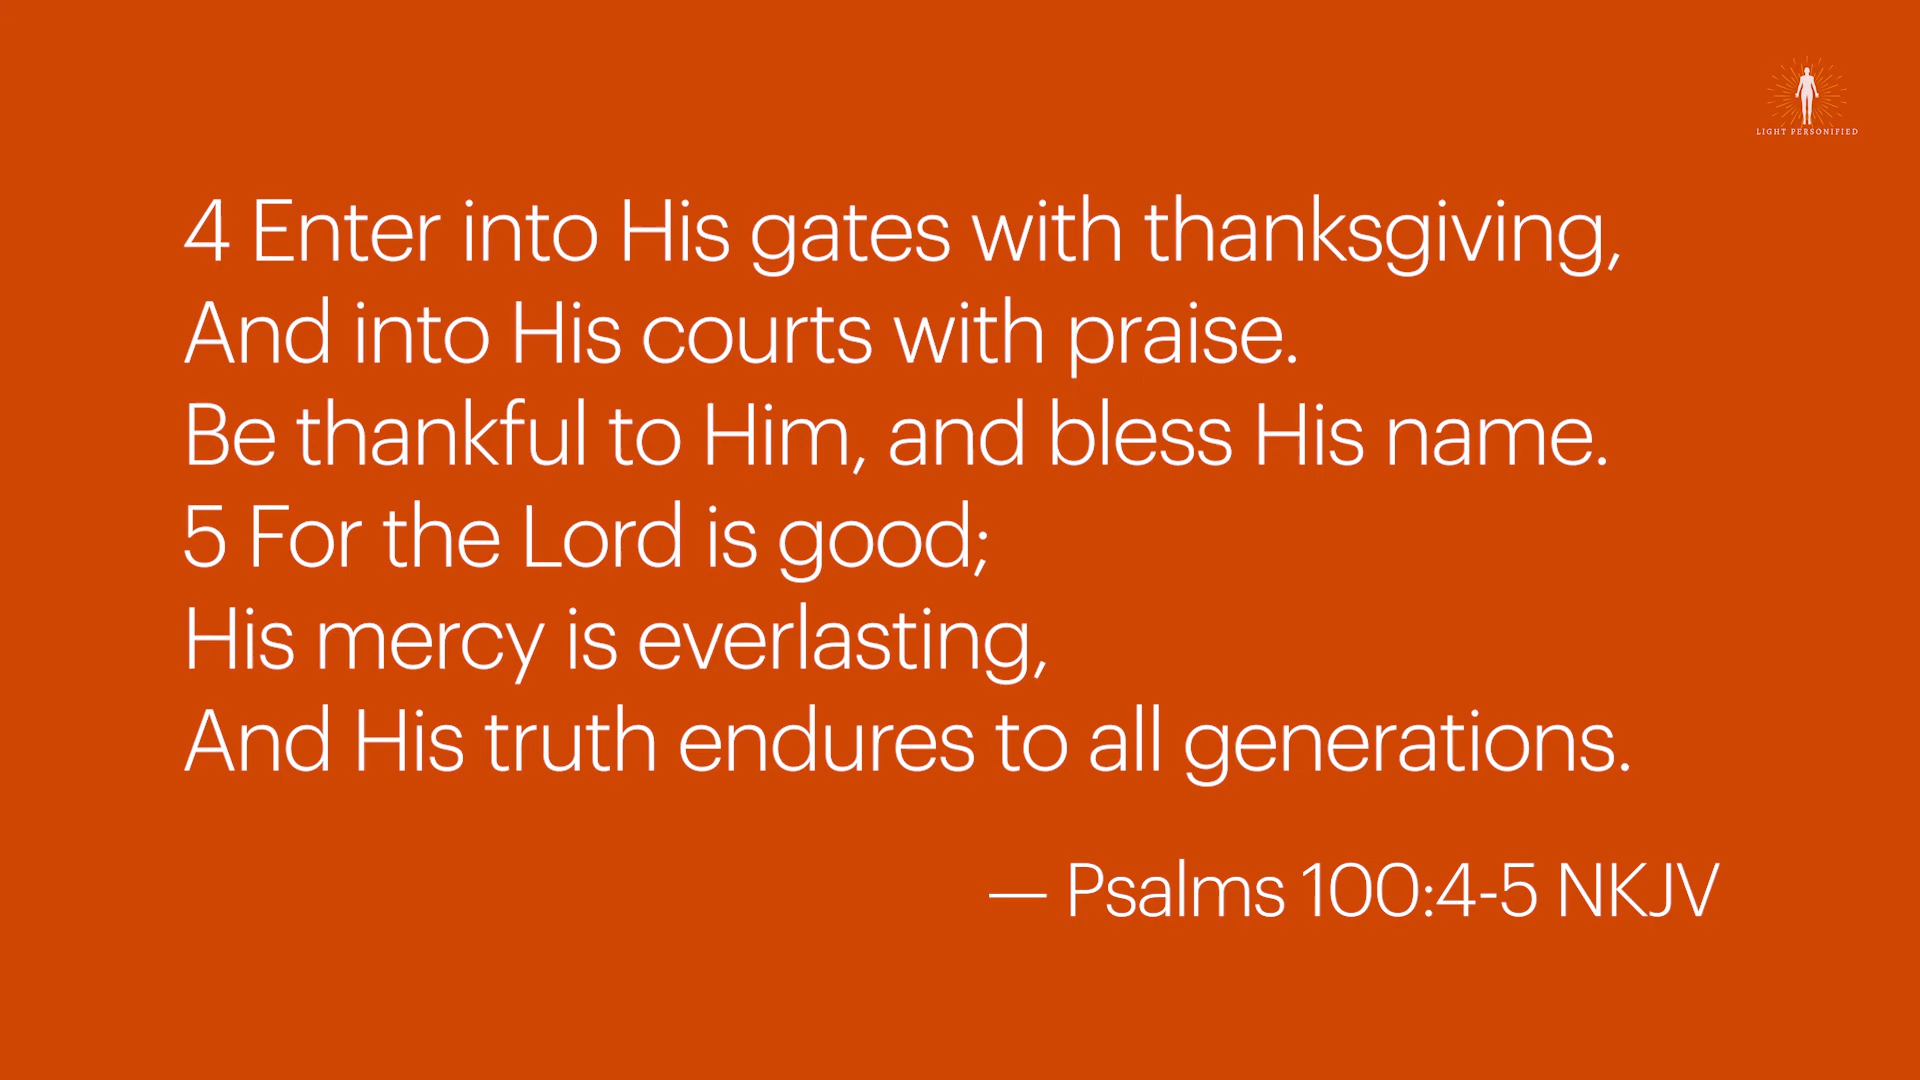 LIGHT PERSONIFIED
4 Enter into His gates with thanksgiving,
And into His courts with praise.
Be thankful to Him, and bless His name.
5 For the Lord is good;
His mercy is everlasting,
And His truth endures to all generations.
— Psalms 100:4-5 NKJV